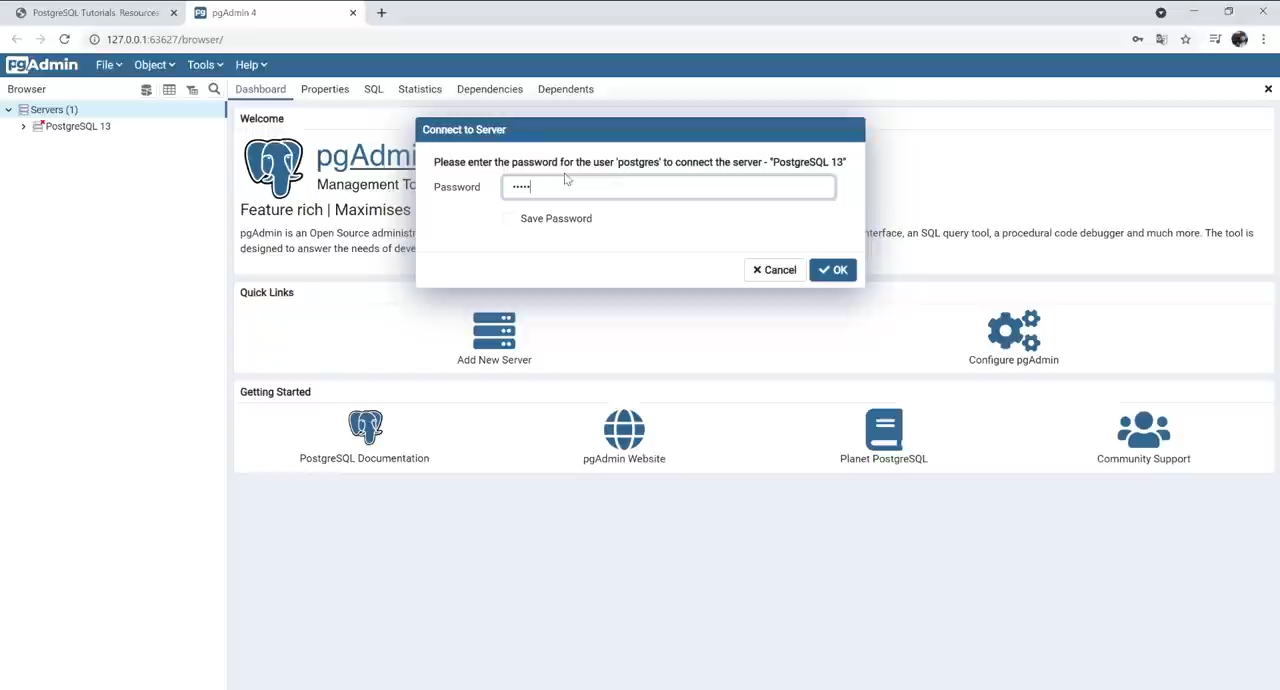 PostgreSQL Tutorials Resources
pgAdmin 4
127.0.0.1:63627/browser/
pgAdmin
File
Object
Tools
Help
Browser
Dashboard
Properties
SQL
Statistics
Dependencies
Dependents
Servers (1)
PostgreSQL 13
Welcome
Connect to Server
Please enter the password for the user 'postgres' to connect the server - "PostgreSQL 13"
Password
•••••
Save Password
Cancel
OK
pgAdmi
Management To
Feature rich | Maximises
pgAdmin is an Open Source administr
terface, an SQL query tool, a procedural code debugger and much more. The tool is
designed to answer the needs of deve
Quick Links
Add New Server
Configure pgAdmin
Getting Started
PostgreSQL Documentation
pgAdmin Website
Planet PostgreSQL
Community Support